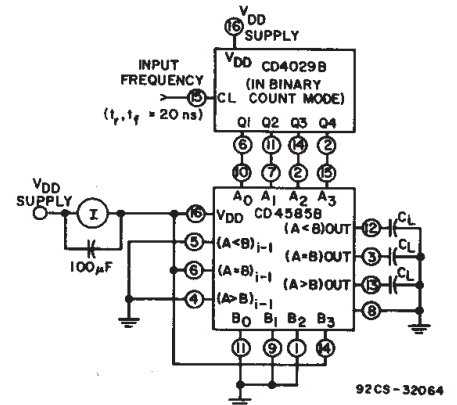 16
VDD SUPPLY
VDD
CD4029B
(IN BINARY
COUNT MODE)
INPUT
FREQUENCY
15
CL
(tr, tf = 20 ns)
Q1 Q2 Q3 Q4
6 11 14 2
10 7 2 15
A0 A1 A2 A3
VDD
SUPPLY
I
100µF
16
VDD
CD4585B
5
(A<B)i-1
6
(A=B)i-1
4
(A>B)i-1
(A<B)OUT
12
CL
(A=B)OUT
3
CL
(A>B)OUT
13
CL
8
B0 B1 B2 B3
11 9 1 14
92CS-32064